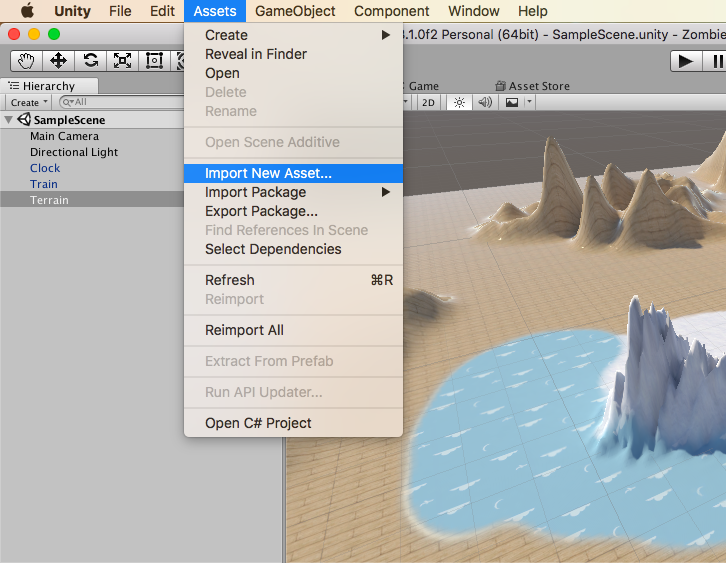 Unity File Edit Assets GameObject Component Window Help
3.1.0f2 Personal (64bit) - SampleScene.unity - Zombie
Hierarchy
Game
Asset Store
Create
All
2D
SampleScene
Main Camera
Directional Light
Clock
Train
Terrain
Create
Reveal in Finder
Open
Delete
Rename
Open Scene Additive
Import New Asset...
Import Package
Export Package...
Find References In Scene
Select Dependencies
Refresh ⌘R
Reimport
Reimport All
Extract From Prefab
Run API Updater...
Open C# Project